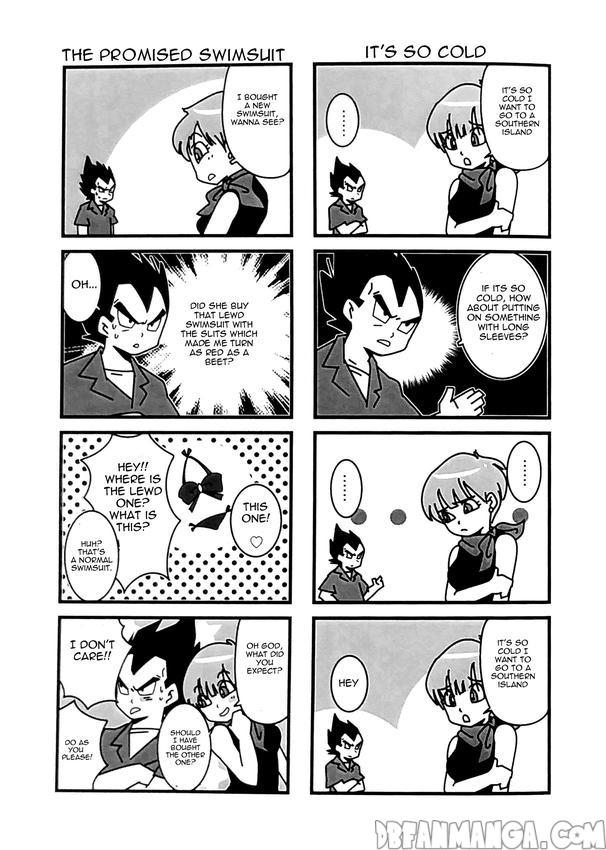 IT'S SO COLD
IT'S SO
COLD I WANT
TO GO TO A
SOUTHERN
ISLAND
......
IF ITS SO
COLD, HOW ABOUT
PUTTING
ON SOMETHING
WITH LONG
SLEEVES?
......
......
IT'S SO
COLD I
WANT TO
GO TO A
SOUTHERN
ISLAND
HEY
THE PROMISED SWIMSUIT
I BOUGHT
A NEW
SWIMSUIT,
WANNA SEE?
OH...
DID SHE BUY
THAT LEWD
SWIMSUIT WITH
THE SLITS WHICH
MADE ME TURN
AS RED AS A
BEET?
THIS
ONE!
♡
HEY!!
WHERE IS
THE LEWD
ONE?
WHAT IS
THIS?
HUH?
THAT'S
A NORMAL
SWIMSUIT.
OH GOD,
WHAT DID
YOU
EXPECT?
SHOULD
I HAVE
BOUGHT
THE OTHER
ONE?
I DON'T
CARE!!
DO AS
YOU
PLEASE!
DBFANMANGA.COM